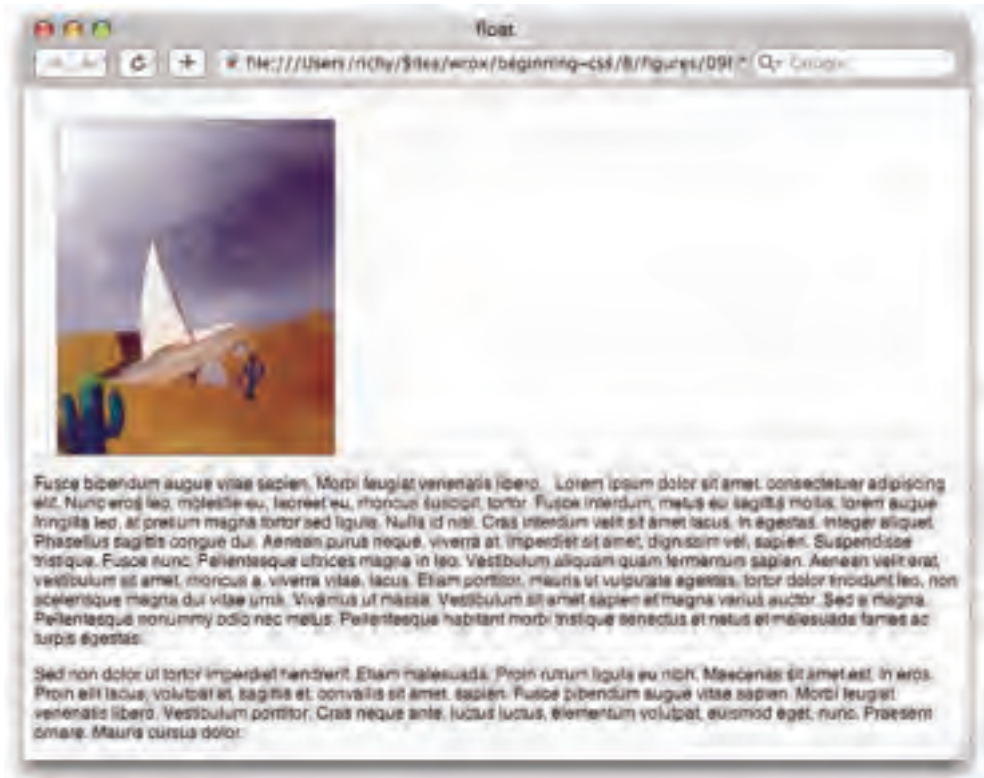 float
file:///Users/richy/Sites/wrox/beginning-css/8/figures/098
Google
Fusce bibendum augue vitae sapien. Morbi feugiat venenatis libero. Lorem ipsum dolor sit amet, consectetuer adipiscing
elit. Nunc eros leo, molestie eu, laoreet eu, rhoncus suscipit, tortor. Fusce interdum, metus eu sagittis mollis, lorem augue
fringilla leo, at pretium magna tortor sed ligula. Nulla id nisl. Cras interdum velit sit amet lacus. In egestas. Integer aliquet.
Phasellus sagittis congue dui. Aenean purus neque, viverra at, imperdiet sit amet, dignissim vel, sapien. Suspendisse
tristique. Fusce nunc. Pellentesque ultrices magna in leo. Vestibulum aliquam quam fermentum sapien. Aenean velit erat,
vestibulum sit amet, rhoncus a, viverra vitae, lacus. Etiam porttitor, mauris ut vulputate egestas, tortor dolor tincidunt leo, non
scelerisque magna dui vitae urna. Vivamus ut massa. Vestibulum sit amet sapien et magna varius auctor. Sed a magna.
Pellentesque nonummy odio nec metus. Pellentesque habitant morbi tristique senectus et netus et malesuada fames ac
turpis egestas.
Sed non dolor ut tortor imperdiet hendrerit. Etiam malesuada. Proin rutrum ligula eu nibh. Maecenas sit amet est. In eros.
Proin elit lacus, volutpat at, sagittis et, convallis sit amet, sapien. Fusce bibendum augue vitae sapien. Morbi feugiat
venenatis libero. Vestibulum porttitor. Cras neque ante, luctus luctus, elementum volutpat, euismod eget, nunc. Praesent
ornare. Mauris cursus dolor.